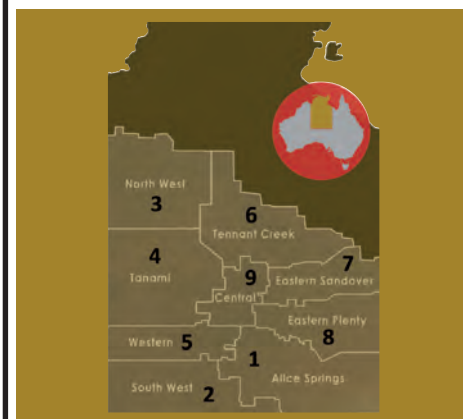 North West
3
6
Tennant Creek
4
Tanami
7
9
Eastern Sandover
Central
Eastern Plenty
8
Western 5
1
Alice Springs
South West 2